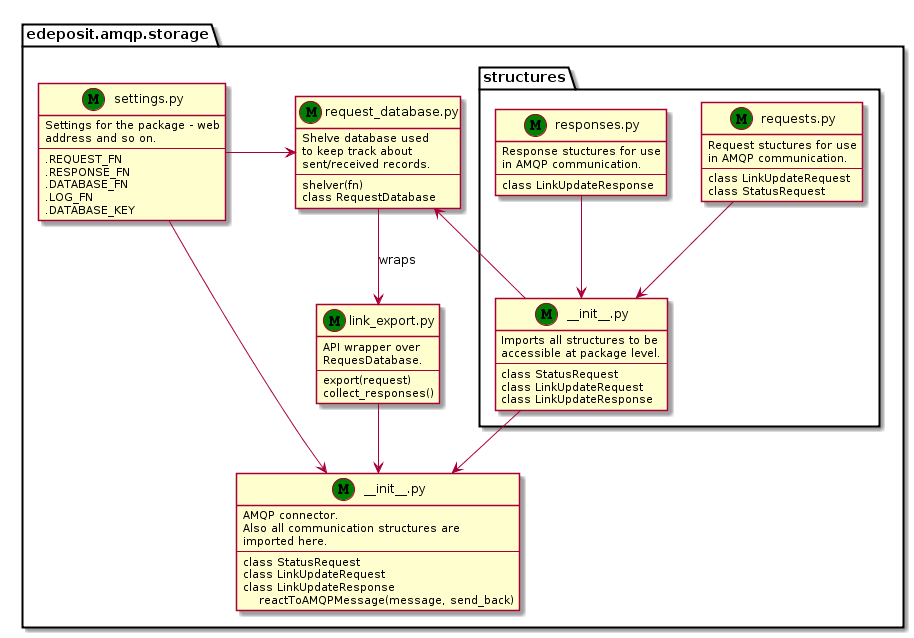 edeposit.amqp.storage
M settings.py
Settings for the package - web
address and so on.
.REQUEST_FN
.RESPONSE_FN
.DATABASE_FN
.LOG_FN
.DATABASE_KEY
M request_database.py
Shelve database used
to keep track about
sent/received records.
shelver(fn)
class RequestDatabase
structures
M responses.py
Response stuctures for use
in AMQP communication.
class LinkUpdateResponse
M requests.py
Request stuctures for use
in AMQP communication.
class LinkUpdateRequest
class StatusRequest
wraps
M link_export.py
API wrapper over
RequesDatabase.
export(request)
collect_responses()
M __init__.py
Imports all structures to be
accessible at package level.
class StatusRequest
class LinkUpdateRequest
class LinkUpdateResponse
M __init__.py
AMQP connector.
Also all communication structures are
imported here.
class StatusRequest
class LinkUpdateRequest
class LinkUpdateResponse
reactToAMQPMessage(message, send_back)